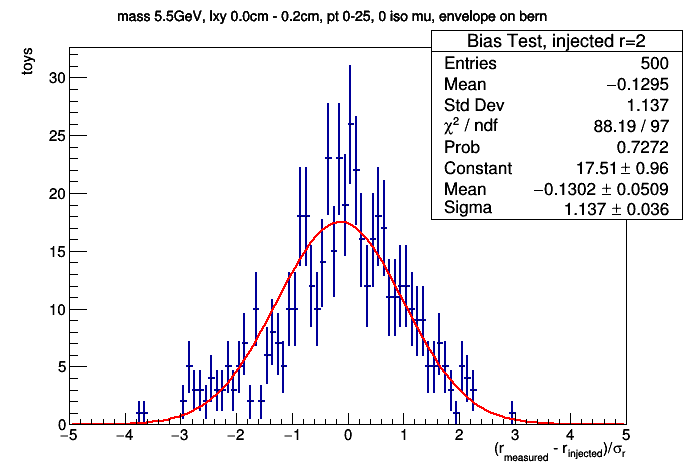 mass 5.5GeV, lxy 0.0cm - 0.2cm, pt 0-25, 0 iso mu, envelope on bern
Bias Test, injected r=2
Entries 500
Mean −0.1295
Std Dev 1.137
χ² / ndf 88.19 / 97
Prob 0.7272
Constant 17.51 ± 0.96
Mean −0.1302 ± 0.0509
Sigma 1.137 ± 0.036
toys
30
25
20
15
10
5
0
−5 −4 −3 −2 −1 0 1 2 3 4 5
(r_measured - r_injected)/σ_r